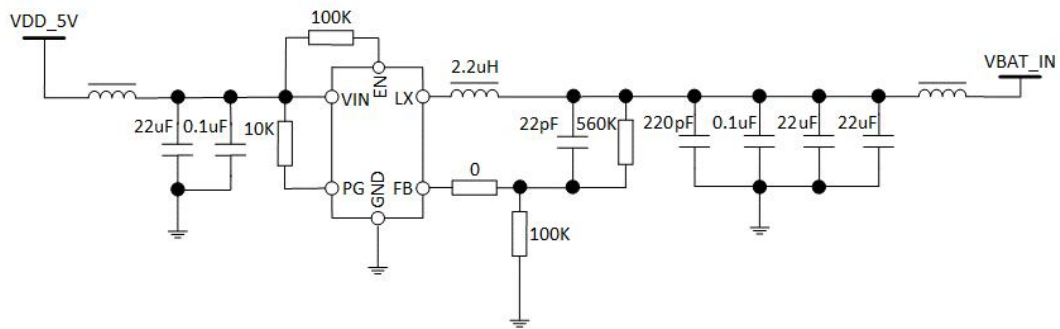 VDD_5V
100K
2.2uH
VBAT_IN
EN
VIN
LX
22uF
0.1uF
10K
22pF
560K
220pF
0.1uF
22uF
22uF
0
PG
GND
FB
100K